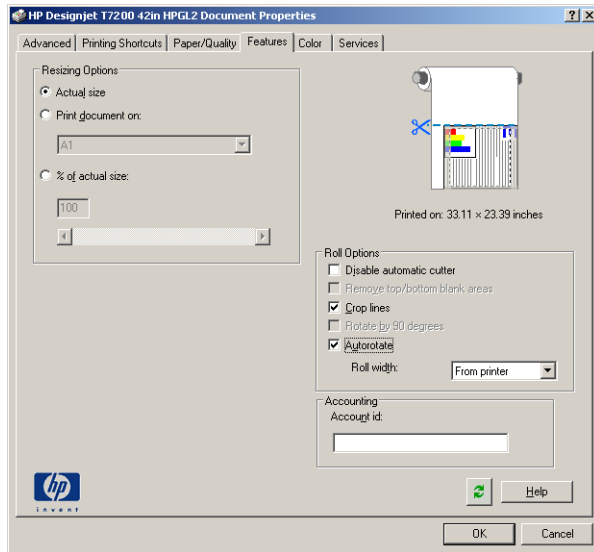 HP Designjet T7200 42in HPGL2 Document Properties
Advanced Printing Shortcuts Paper/Quality Features Color Services
Resizing Options
Actual size
Print document on:
A1
% of actual size:
100
Printed on: 33.11 × 23.39 inches
Roll Options
Disable automatic cutter
Remove top/bottom blank areas
Crop lines
Rotate by 90 degrees
Autorotate
Roll width: From printer
Accounting
Account id:
hp
invent
Help
OK Cancel